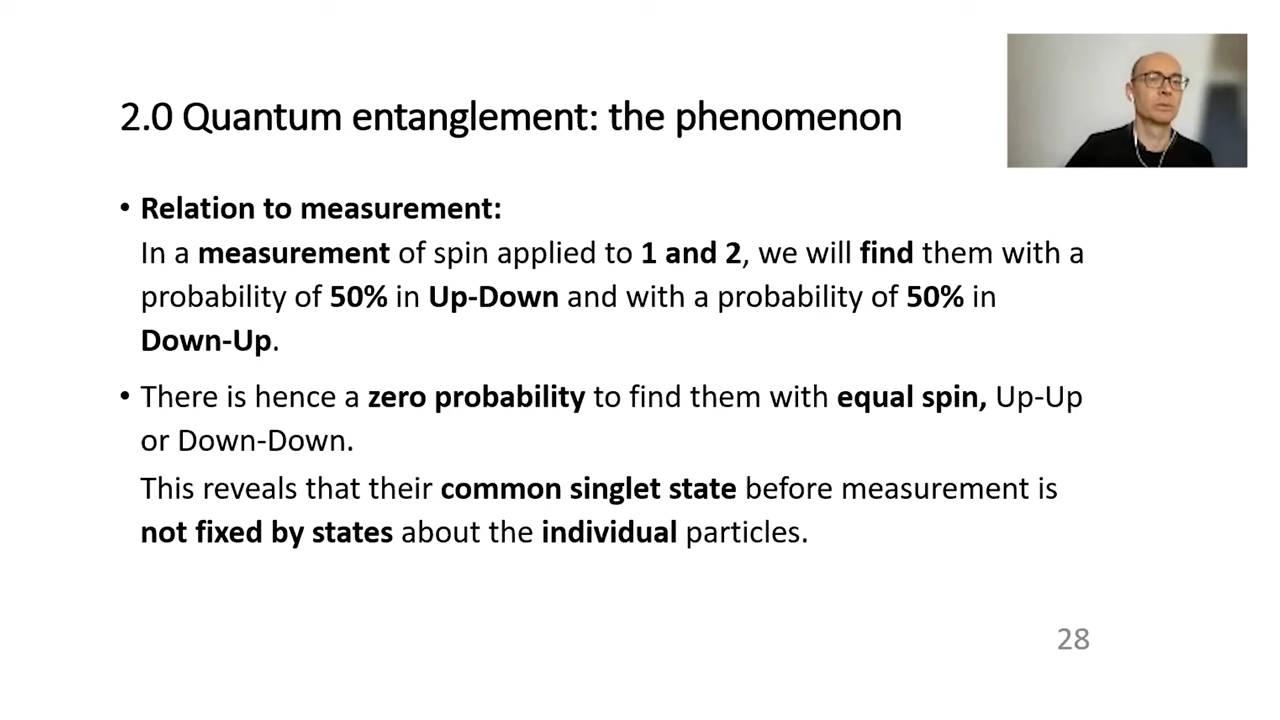 2.0 Quantum entanglement: the phenomenon
• Relation to measurement:
In a measurement of spin applied to 1 and 2, we will find them with a
probability of 50% in Up-Down and with a probability of 50% in
Down-Up.
• There is hence a zero probability to find them with equal spin, Up-Up
or Down-Down.
This reveals that their common singlet state before measurement is
not fixed by states about the individual particles.
28